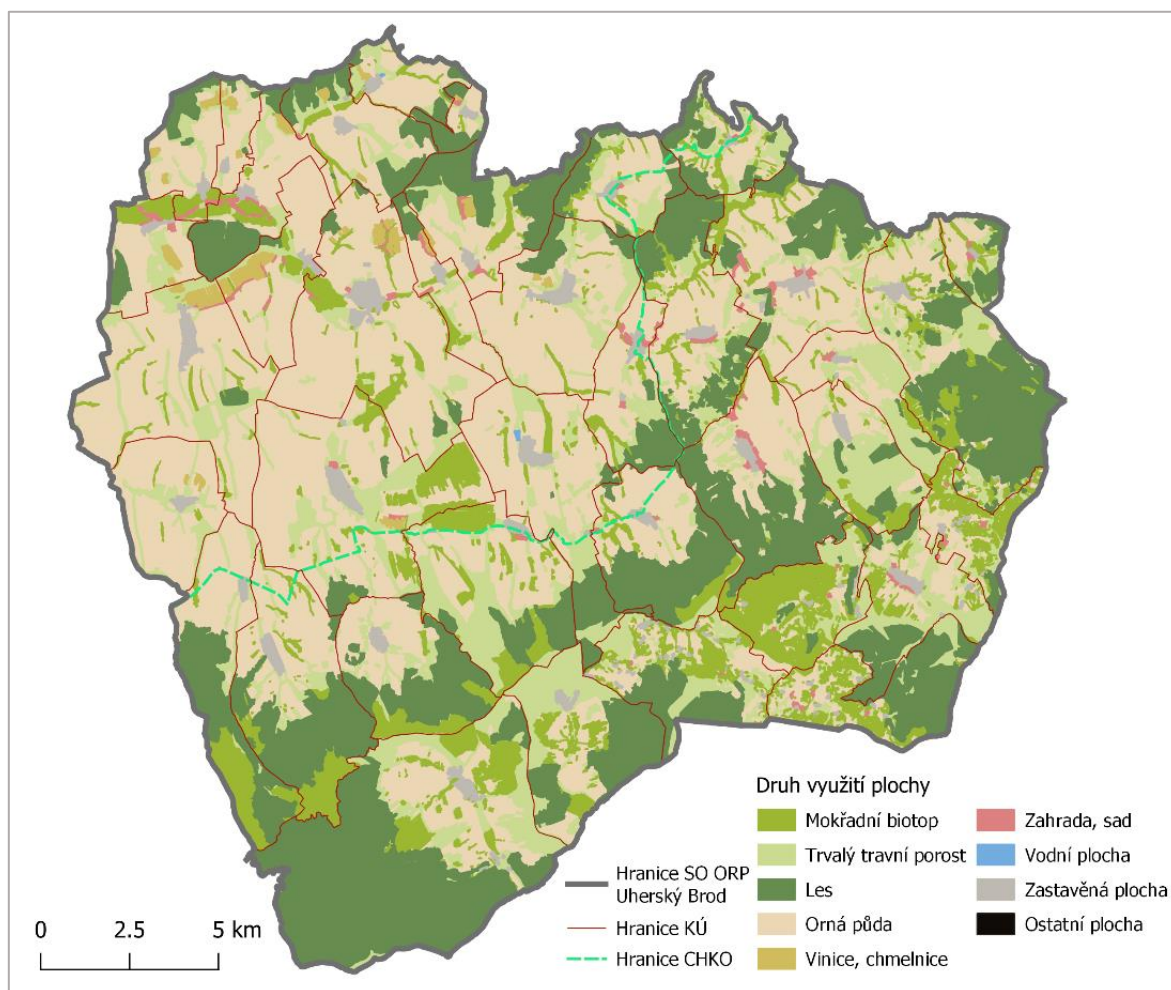 Druh využití plochy
Mokřadní biotop
Trvalý travní porost
Les
Orná půda
Vinice, chmelnice
Zahrada, sad
Vodní plocha
Zastavěná plocha
Ostatní plocha
Hranice SO ORP
Uherský Brod
Hranice KÚ
Hranice CHKO
0 2.5 5 km